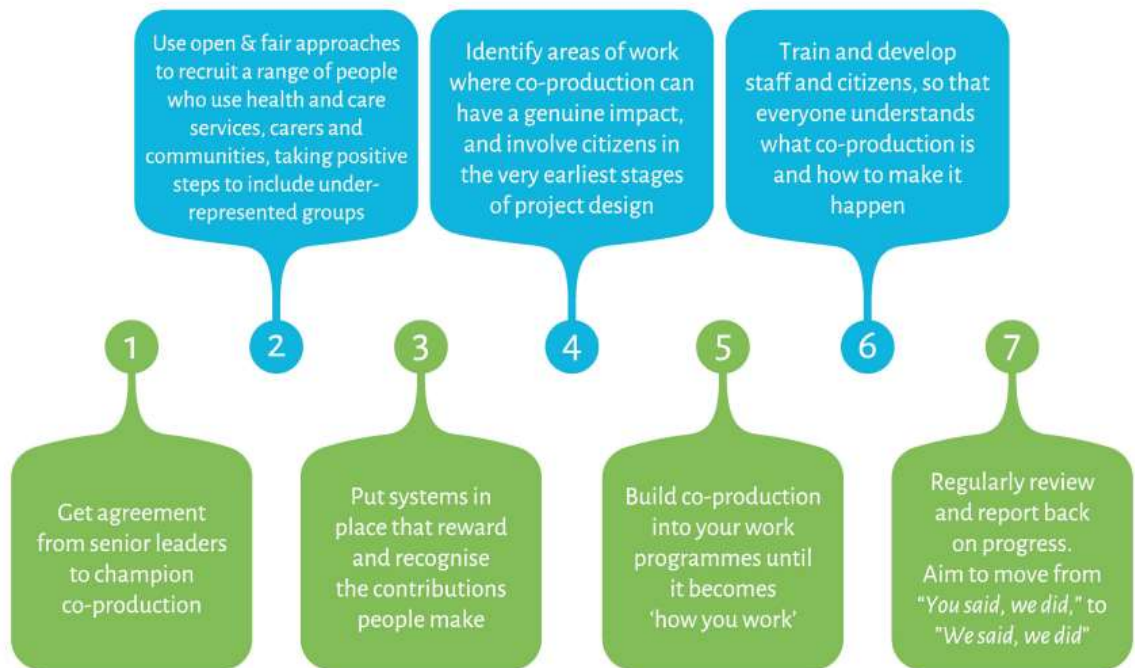 1
Get agreement
from senior leaders
to champion
co-production
2
Use open & fair approaches
to recruit a range of people
who use health and care
services, carers and
communities, taking positive
steps to include under-
represented groups
3
Put systems in
place that reward
and recognise
the contributions
people make
4
Identify areas of work
where co-production can
have a genuine impact,
and involve citizens in
the very earliest stages
of project design
5
Build co-production
into your work
programmes until
it becomes
‘how you work’
6
Train and develop
staff and citizens, so that
everyone understands
what co-production is
and how to make it
happen
7
Regularly review
and report back
on progress.
Aim to move from
“You said, we did,” to
”We said, we did”